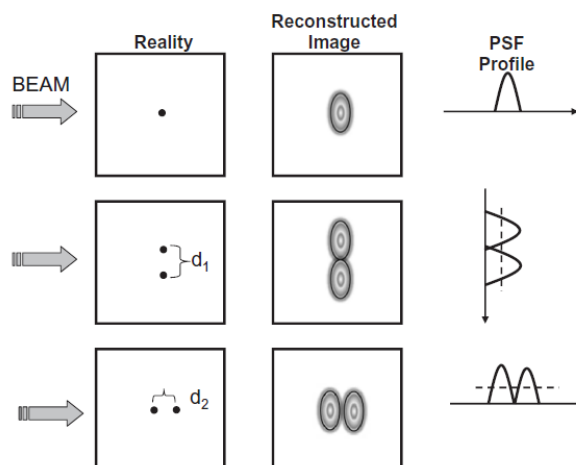 Reality
Reconstructed
Image
PSF
Profile
BEAM
d₁
d₂